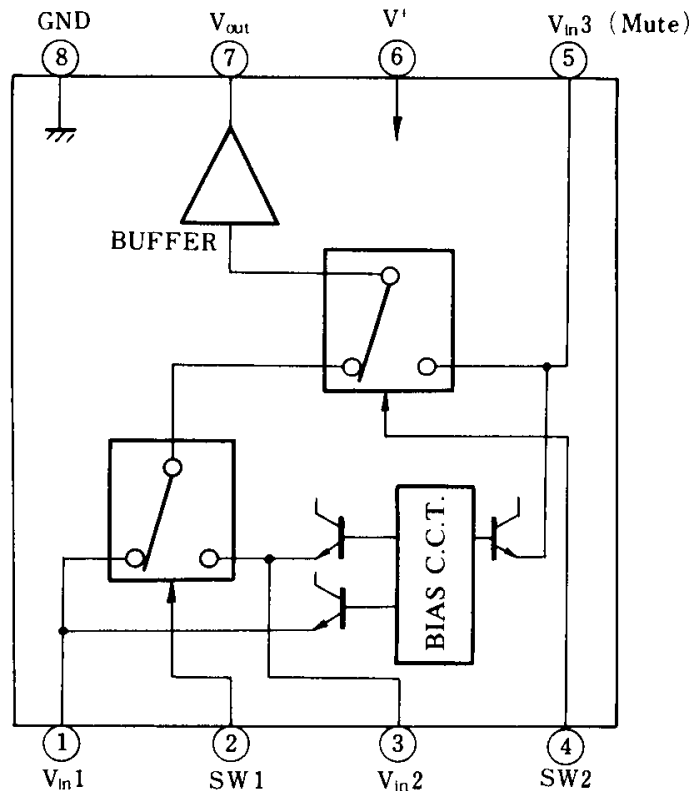 GND Vout V⁺ Vin3 (Mute)
8 7 6 5
BUFFER
BIAS C.C.T.
1 2 3 4
Vin1 SW1 Vin2 SW2